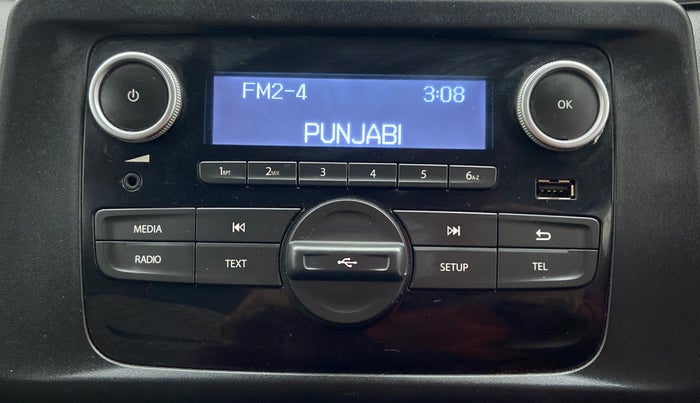 FM2-4 3:08
PUNJABI
OK
1RPT 2MIX 3 4 5 6A-Z
MEDIA
RADIO TEXT SETUP TEL